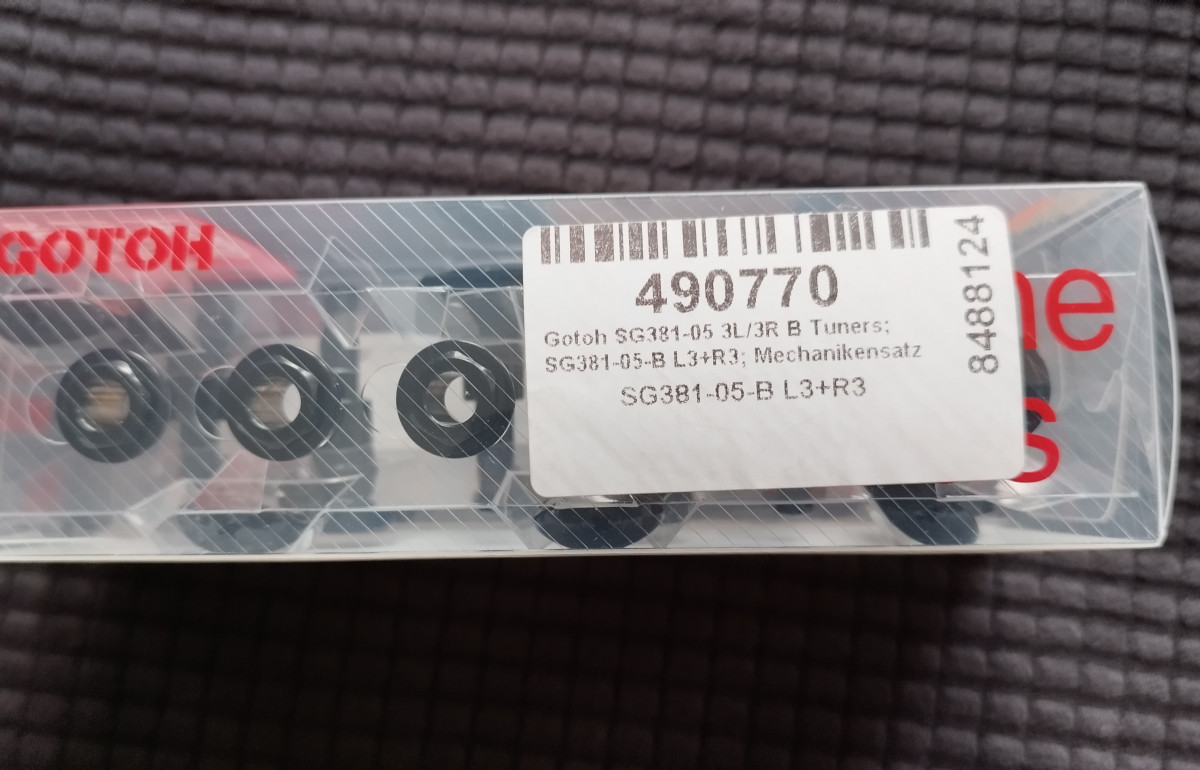 GOTOH
490770
Gotoh SG381-05 3L/3R B Tuners;
SG381-05-B L3+R3; Mechanikensatz
SG381-05-B L3+R3
8488124